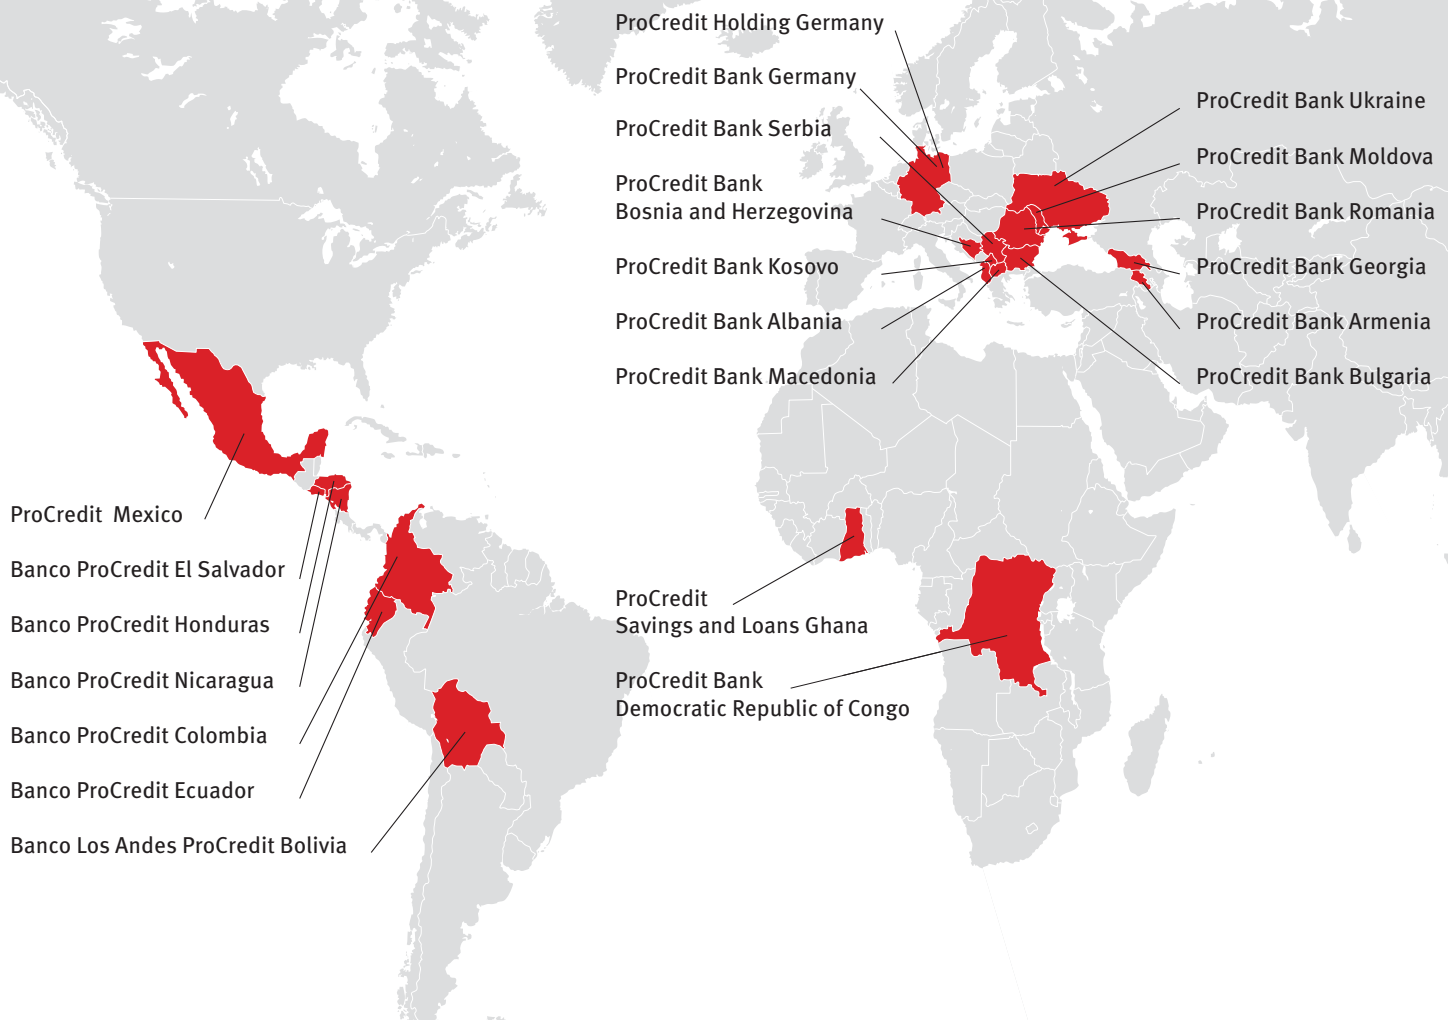 ProCredit Holding Germany
ProCredit Bank Germany
ProCredit Bank Serbia
ProCredit Bank
Bosnia and Herzegovina
ProCredit Bank Kosovo
ProCredit Bank Albania
ProCredit Bank Macedonia
ProCredit Bank Ukraine
ProCredit Bank Moldova
ProCredit Bank Romania
ProCredit Bank Georgia
ProCredit Bank Armenia
ProCredit Bank Bulgaria
ProCredit Mexico
Banco ProCredit El Salvador
Banco ProCredit Honduras
Banco ProCredit Nicaragua
Banco ProCredit Colombia
Banco ProCredit Ecuador
Banco Los Andes ProCredit Bolivia
ProCredit
Savings and Loans Ghana
ProCredit Bank
Democratic Republic of Congo